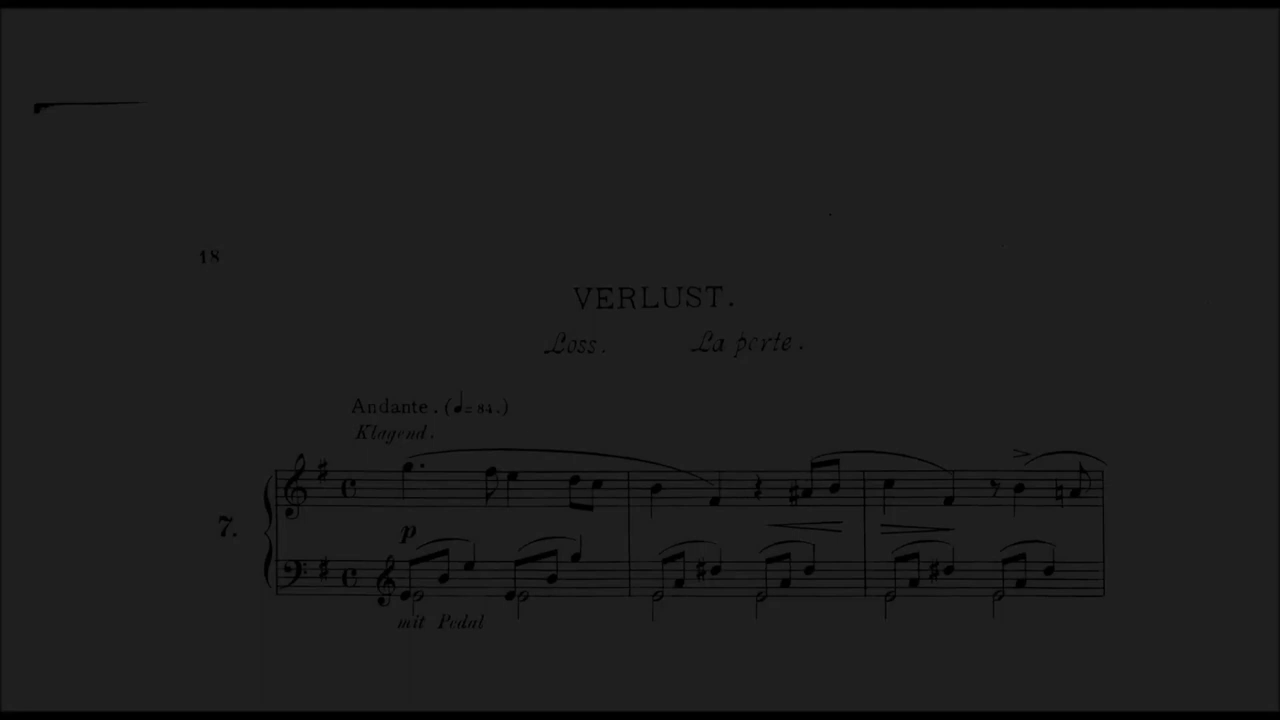 18
VERLUST.
Loss. La perte.
Andante. (♩= 84.)
Klagend.
7.
p
mit Pedal